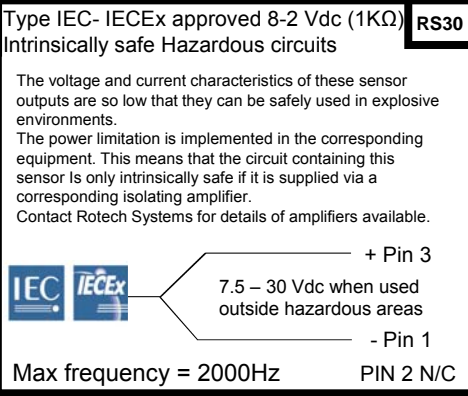 Type IEC- IECEx approved 8-2 Vdc (1KΩ)
RS30
Intrinsically safe Hazardous circuits
The voltage and current characteristics of these sensor
outputs are so low that they can be safely used in explosive
environments.
The power limitation is implemented in the corresponding
equipment. This means that the circuit containing this
sensor Is only intrinsically safe if it is supplied via a
corresponding isolating amplifier.
Contact Rotech Systems for details of amplifiers available.
+ Pin 3
IEC IECEx
7.5 – 30 Vdc when used
outside hazardous areas
- Pin 1
Max frequency = 2000Hz
PIN 2 N/C